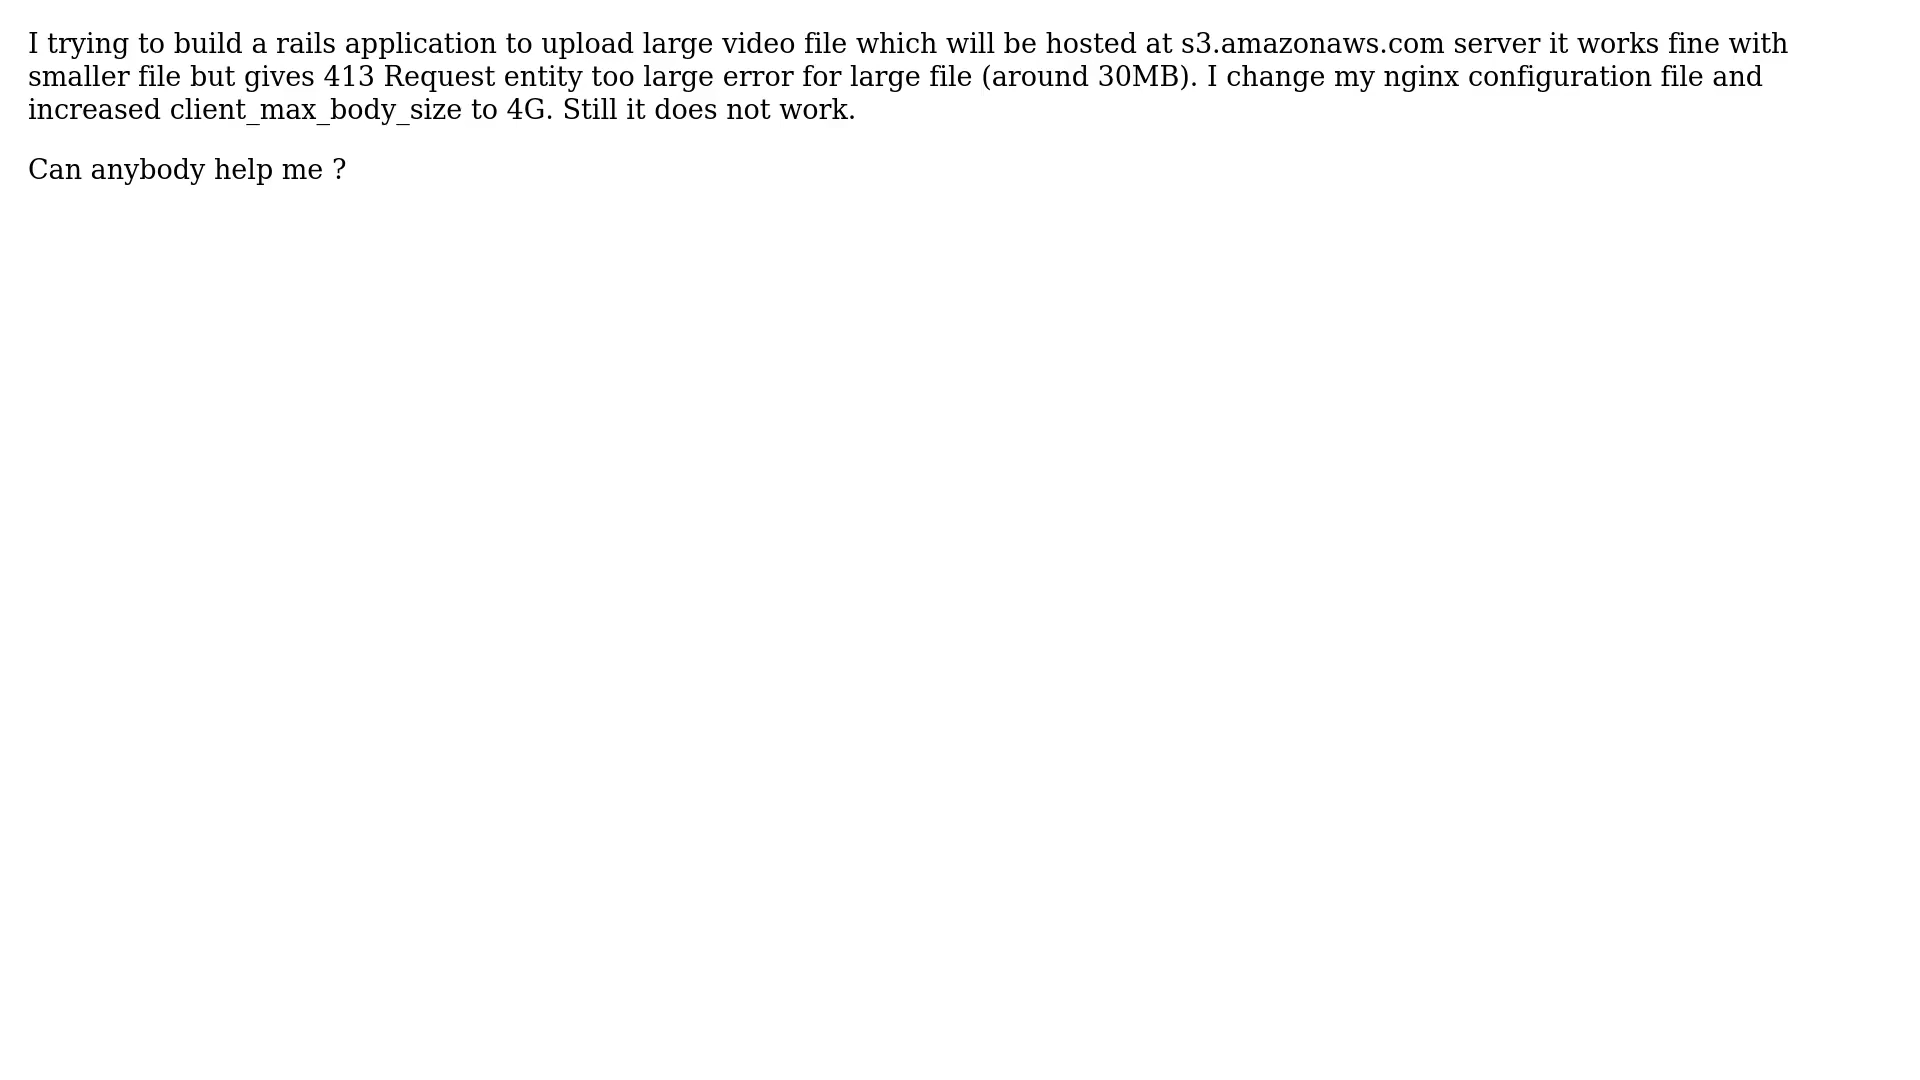 I trying to build a rails application to upload large video file which will be hosted at s3.amazonaws.com server it works fine with
smaller file but gives 413 Request entity too large error for large file (around 30MB). I change my nginx configuration file and
increased client_max_body_size to 4G. Still it does not work.
Can anybody help me ?